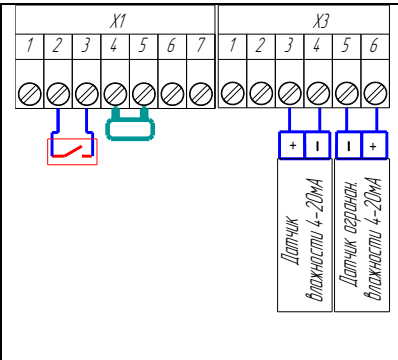 X1 X3
1 2 3 4 5 6 7 1 2 3 4 5 6
+ - - +
Датчик
влажности 4-20мА
Датчик огранич.
влажности 4-20мА